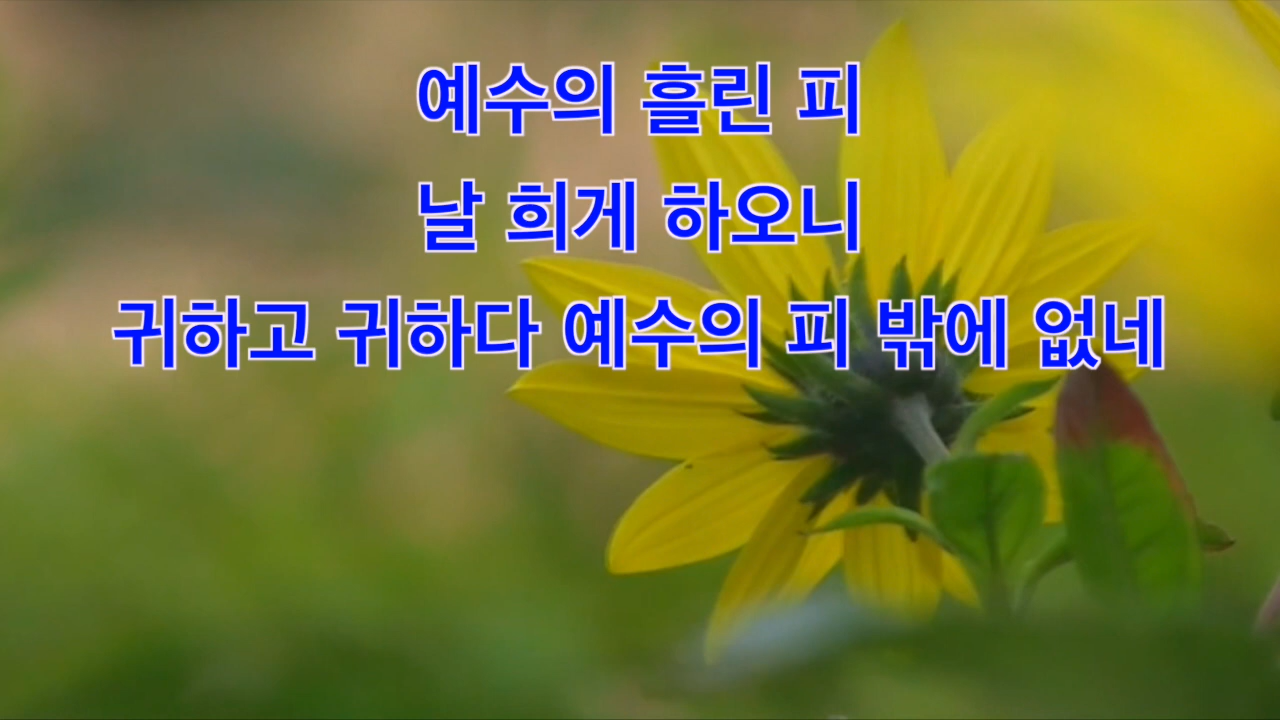 예수의 흘린 피
날 희게 하오니
귀하고 귀하다 예수의 피 밖에 없네